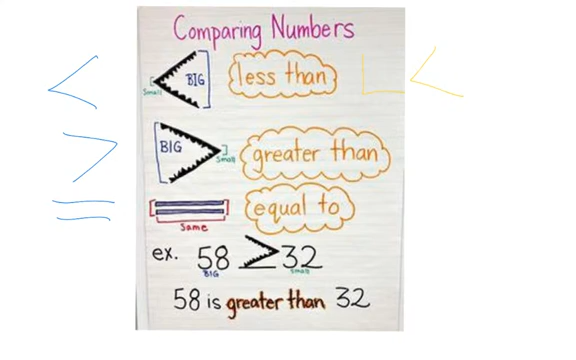 Comparing Numbers
< Small < BIG less than L <
> BIG > Small greater than
= = equal to
Same
ex. 58 > 32
BIG small
58 is greater than 32